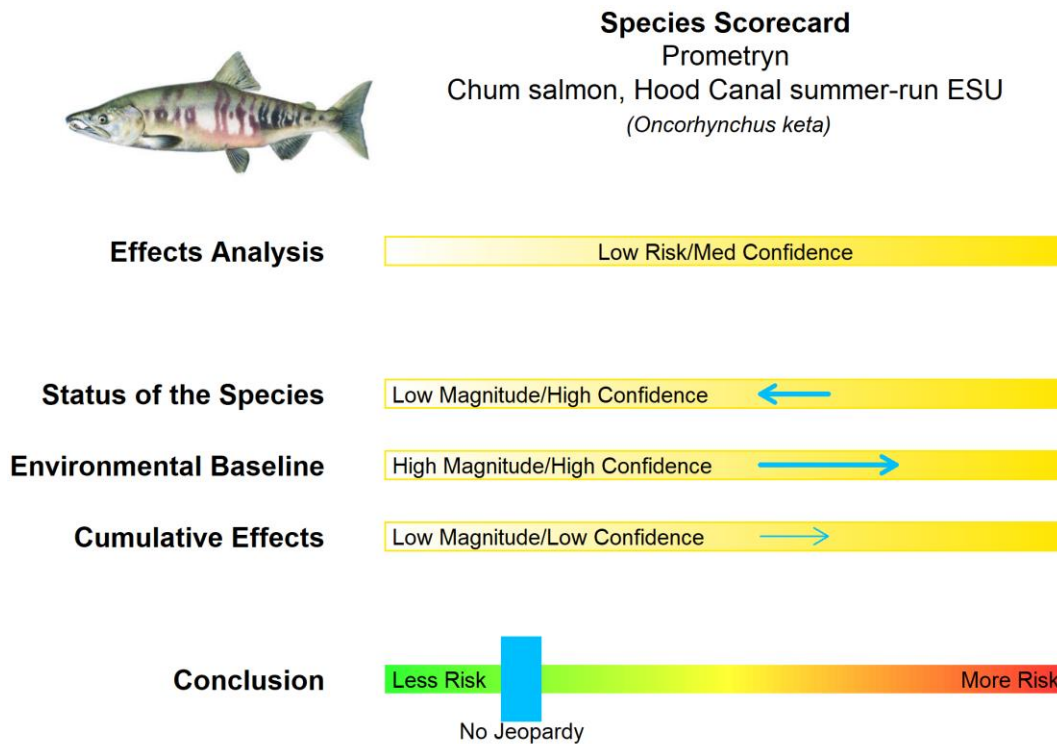 Species Scorecard
Prometryn
Chum salmon, Hood Canal summer-run ESU
(Oncorhynchus keta)
Effects Analysis
Low Risk/Med Confidence
Status of the Species
Low Magnitude/High Confidence
Environmental Baseline
High Magnitude/High Confidence
Cumulative Effects
Low Magnitude/Low Confidence
Conclusion
Less Risk
More Risk
No Jeopardy